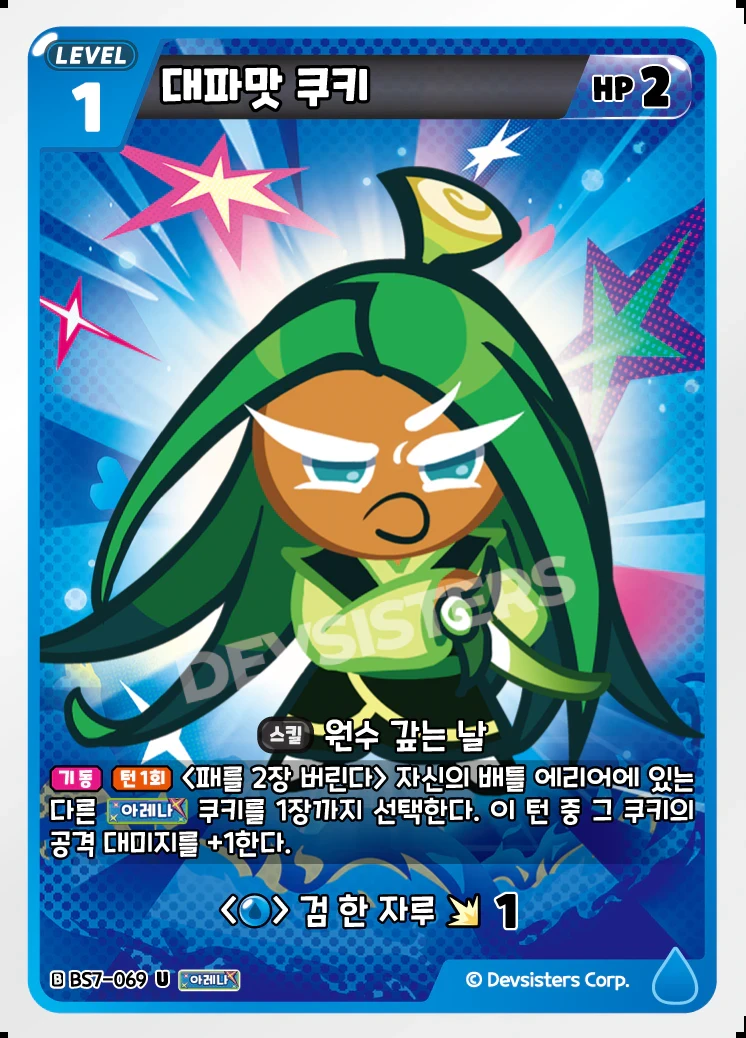 LEVEL
1
대파맛 쿠키
HP 2
DEVSISTERS
스킬 원수 갚는 날
기동 턴1회 <패를 2장 버린다> 자신의 배틀 에리어에 있는
다른 아레나 쿠키를 1장까지 선택한다. 이 턴 중 그 쿠키의
공격 대미지를 +1한다.
< > 검 한 자루 1
B BS7-069 U 아레나
© Devsisters Corp.